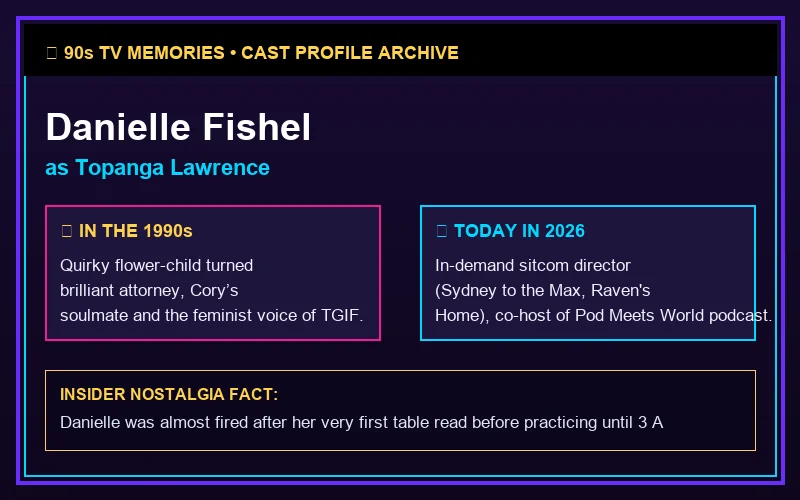 90s TV MEMORIES • CAST PROFILE ARCHIVE
Danielle Fishel
as Topanga Lawrence
IN THE 1990s
Quirky flower-child turned
brilliant attorney, Cory’s
soulmate and the feminist voice of TGIF.
TODAY IN 2026
In-demand sitcom director
(Sydney to the Max, Raven's
Home), co-host of Pod Meets World podcast.
INSIDER NOSTALGIA FACT:
Danielle was almost fired after her very first table read before practicing until 3 A